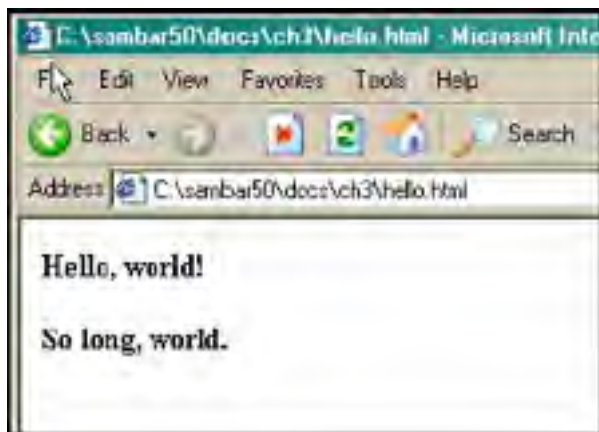 C:\sambar50\docs\ch3\hello.html - Microsoft Inte
File Edit View Favorites Tools Help
Back Search
Address C:\sambar50\docs\ch3\hello.html
Hello, world!
So long, world.